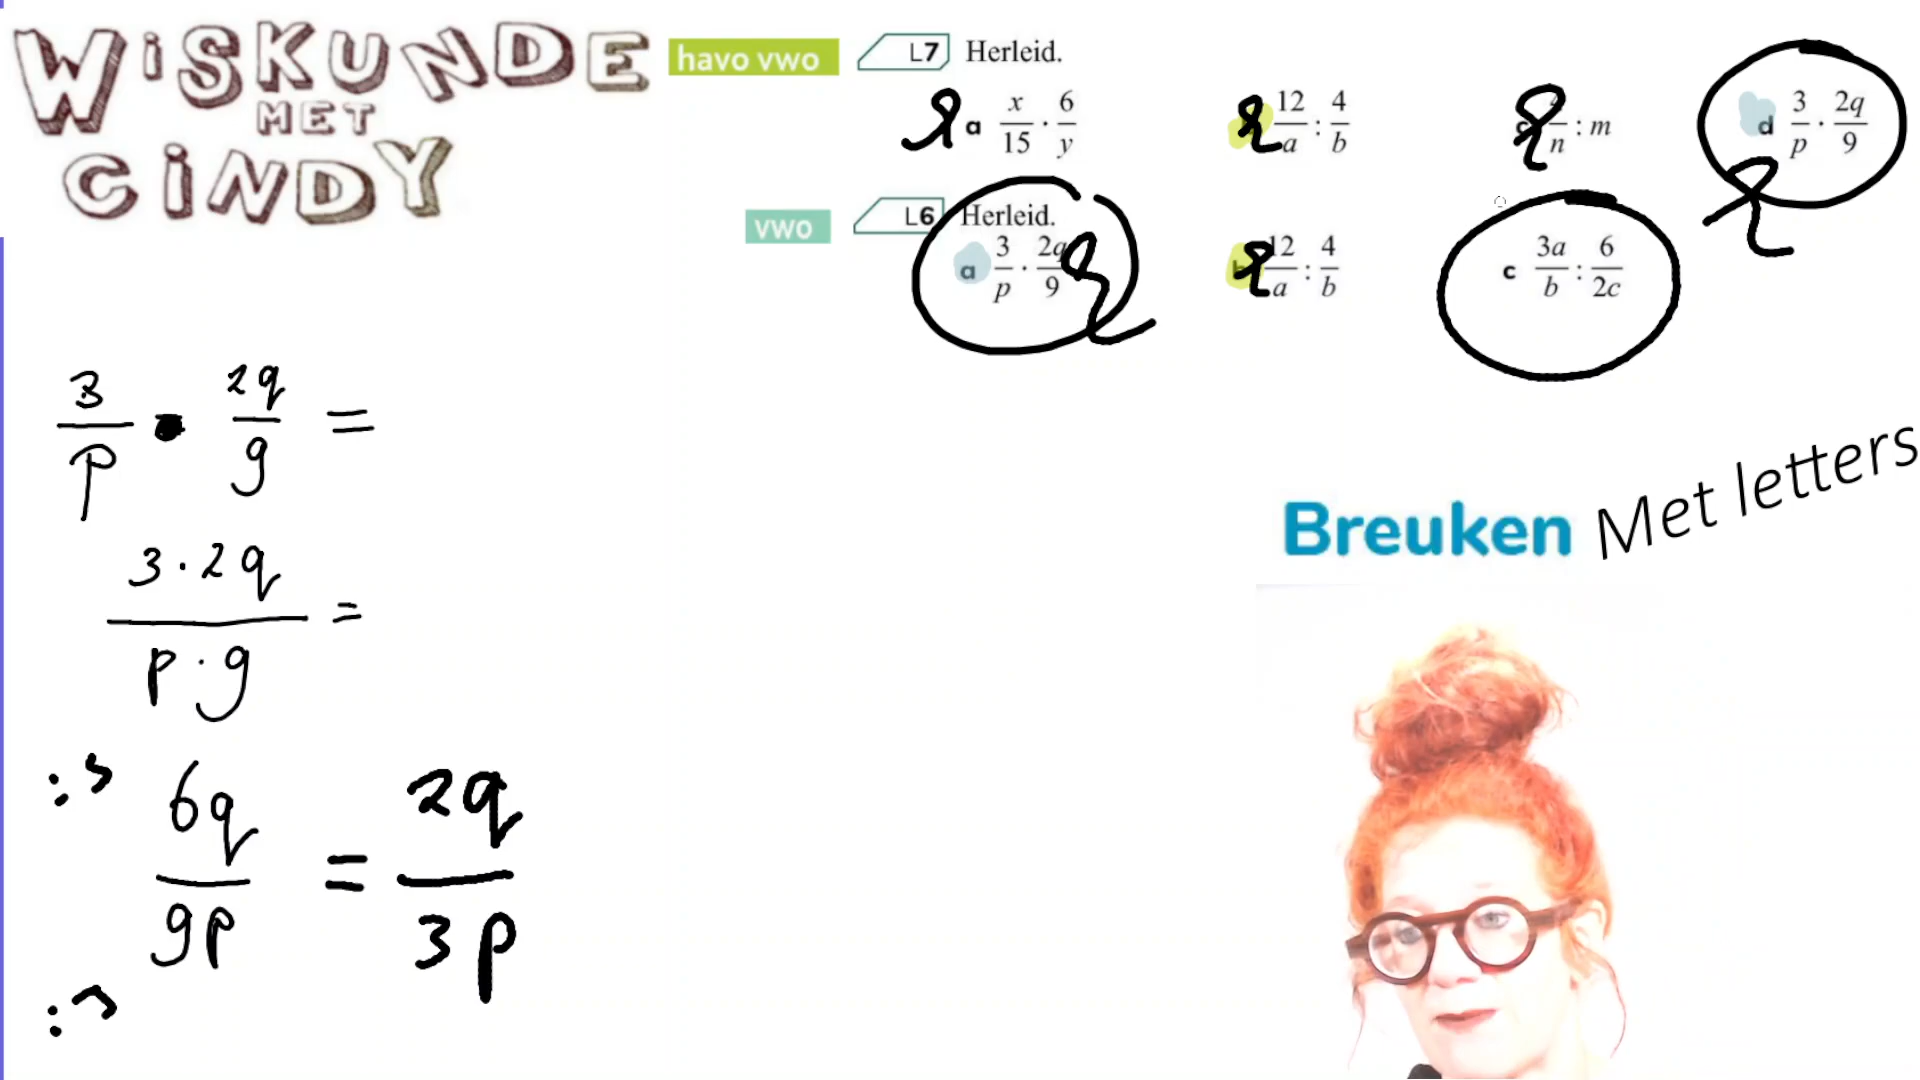 WiSKUNDE
MET
CiNDY
havo vwo L7 Herleid.
a x/15 · 6/y
12/a : 4/b
n : m
d 3/p · 2q/9
vwo L6 Herleid.
a 3/p · 2q/9
12/a : 4/b
c 3a/b : 6/2c
3/p · 2q/9 =
3 · 2q / p · 9 =
:3 6q/9p = 2q/3p
:3
Breuken Met letters